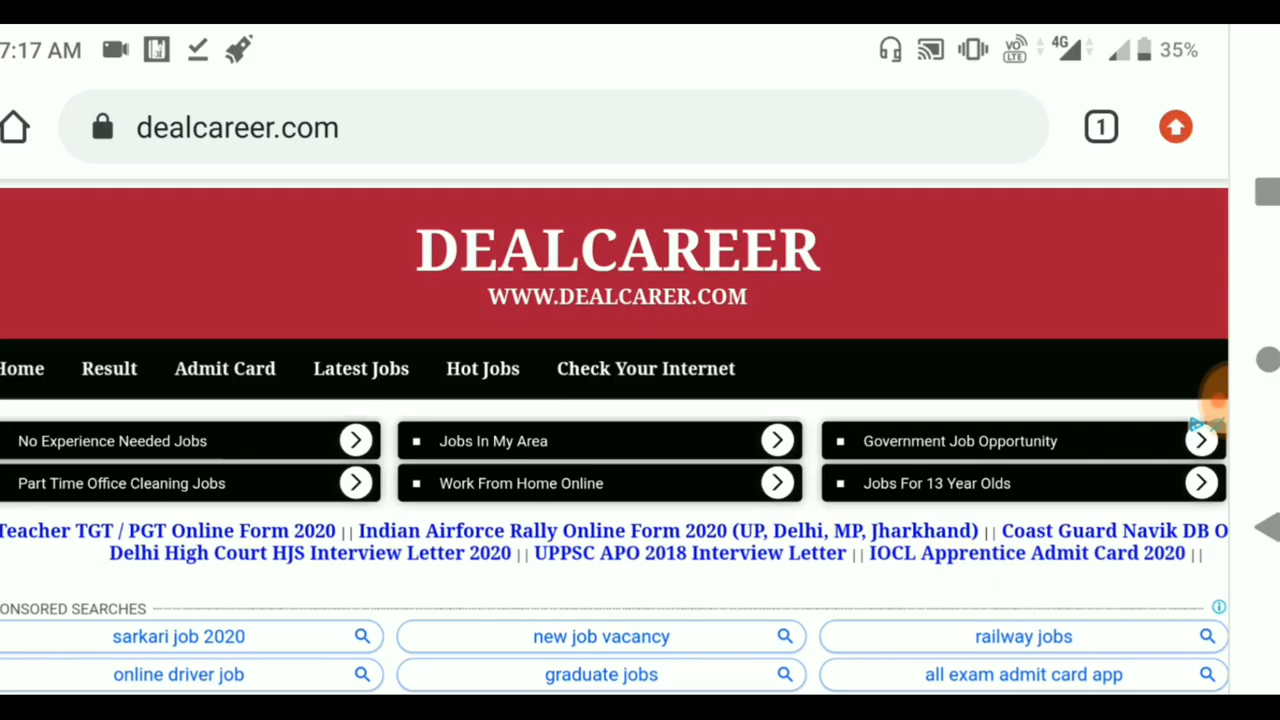 7:17 AM VO LTE 4G 35%
dealcareer.com 1
DEALCAREER
WWW.DEALCARER.COM
Home Result Admit Card Latest Jobs Hot Jobs Check Your Internet
No Experience Needed Jobs Jobs In My Area Government Job Opportunity
Part Time Office Cleaning Jobs Work From Home Online Jobs For 13 Year Olds
Teacher TGT / PGT Online Form 2020 || Indian Airforce Rally Online Form 2020 (UP, Delhi, MP, Jharkhand) || Coast Guard Navik DB O
Delhi High Court HJS Interview Letter 2020 || UPPSC APO 2018 Interview Letter || IOCL Apprentice Admit Card 2020 ||
ONSORED SEARCHES
sarkari job 2020 new job vacancy railway jobs
online driver job graduate jobs all exam admit card app